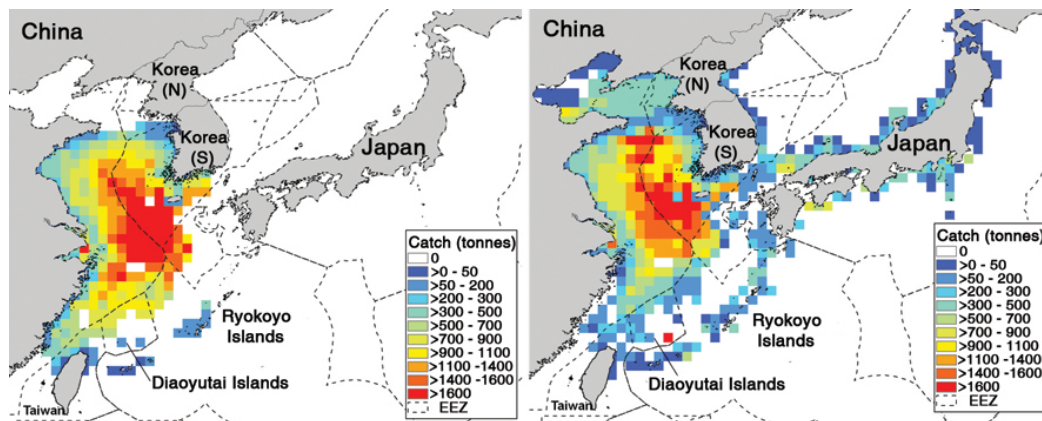 China
Korea
(N)
Korea
(S)
Japan
Ryokoyo
Islands
Diaoyutai Islands
Taiwan
Catch (tonnes)
0
>0 - 50
>50 - 200
>200 - 300
>300 - 500
>500 - 700
>700 - 900
>900 - 1100
>1100 -1400
>1400 -1600
>1600
EEZ
China
Korea
(N)
Korea
(S)
Japan
Ryokoyo
Islands
Diaoyutai Islands
Taiwan
Catch (tonnes)
0
>0 - 50
>50 - 200
>200 - 300
>300 - 500
>500 - 700
>700 - 900
>900 - 1100
>1100 -1400
>1400 -1600
>1600
EEZ